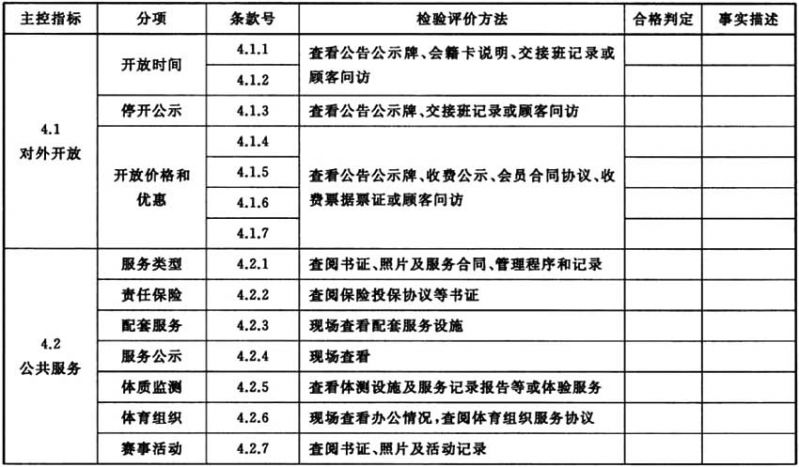 主控指标 分项 条款号 检验评价方法 合格判定 事实描述
4.1
对外开放
开放时间
4.1.1
4.1.2
查看公告公示牌、会籍卡说明、交接班记录或
顾客问访
停开公示 4.1.3 查看公告公示牌、交接班记录或顾客问访
开放价格和
优惠
4.1.4
4.1.5
4.1.6
4.1.7
查看公告公示牌、收费公示、会员合同协议、收
费票据票证或顾客问访
4.2
公共服务
服务类型 4.2.1 查阅书证、照片及服务合同、管理程序和记录
责任保险 4.2.2 查阅保险投保协议等书证
配套服务 4.2.3 现场查看配套服务设施
服务公示 4.2.4 现场查看
体质监测 4.2.5 查看体测设施及服务记录报告等或体验服务
体育组织 4.2.6 现场查看办公情况,查阅体育组织服务协议
赛事活动 4.2.7 查阅书证、照片及活动记录